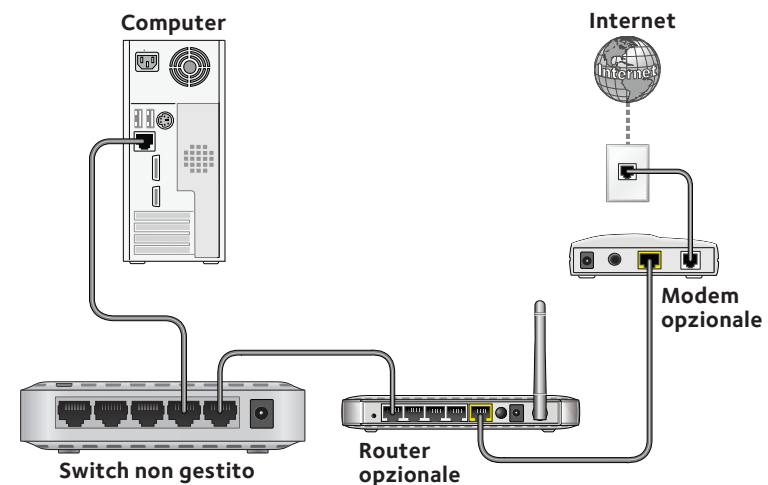 Computer
Internet
Internet
Modem
opzionale
Router
opzionale
Switch non gestito